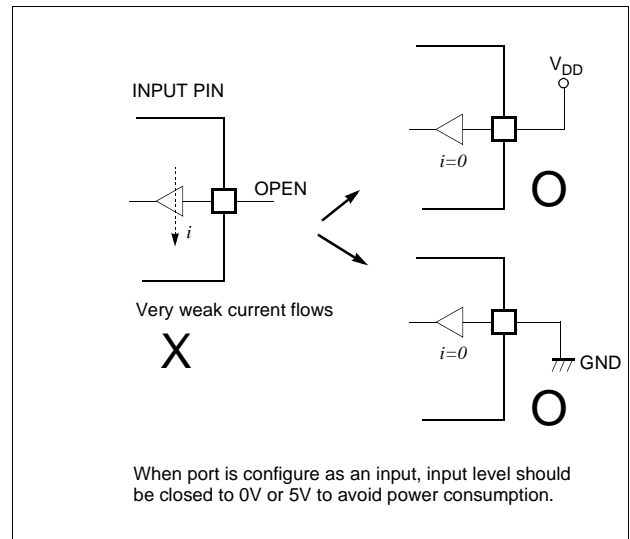 INPUT PIN
OPEN
i
Very weak current flows
X
V_DD
i=0
O
i=0
GND
O
When port is configure as an input, input level should
be closed to 0V or 5V to avoid power consumption.